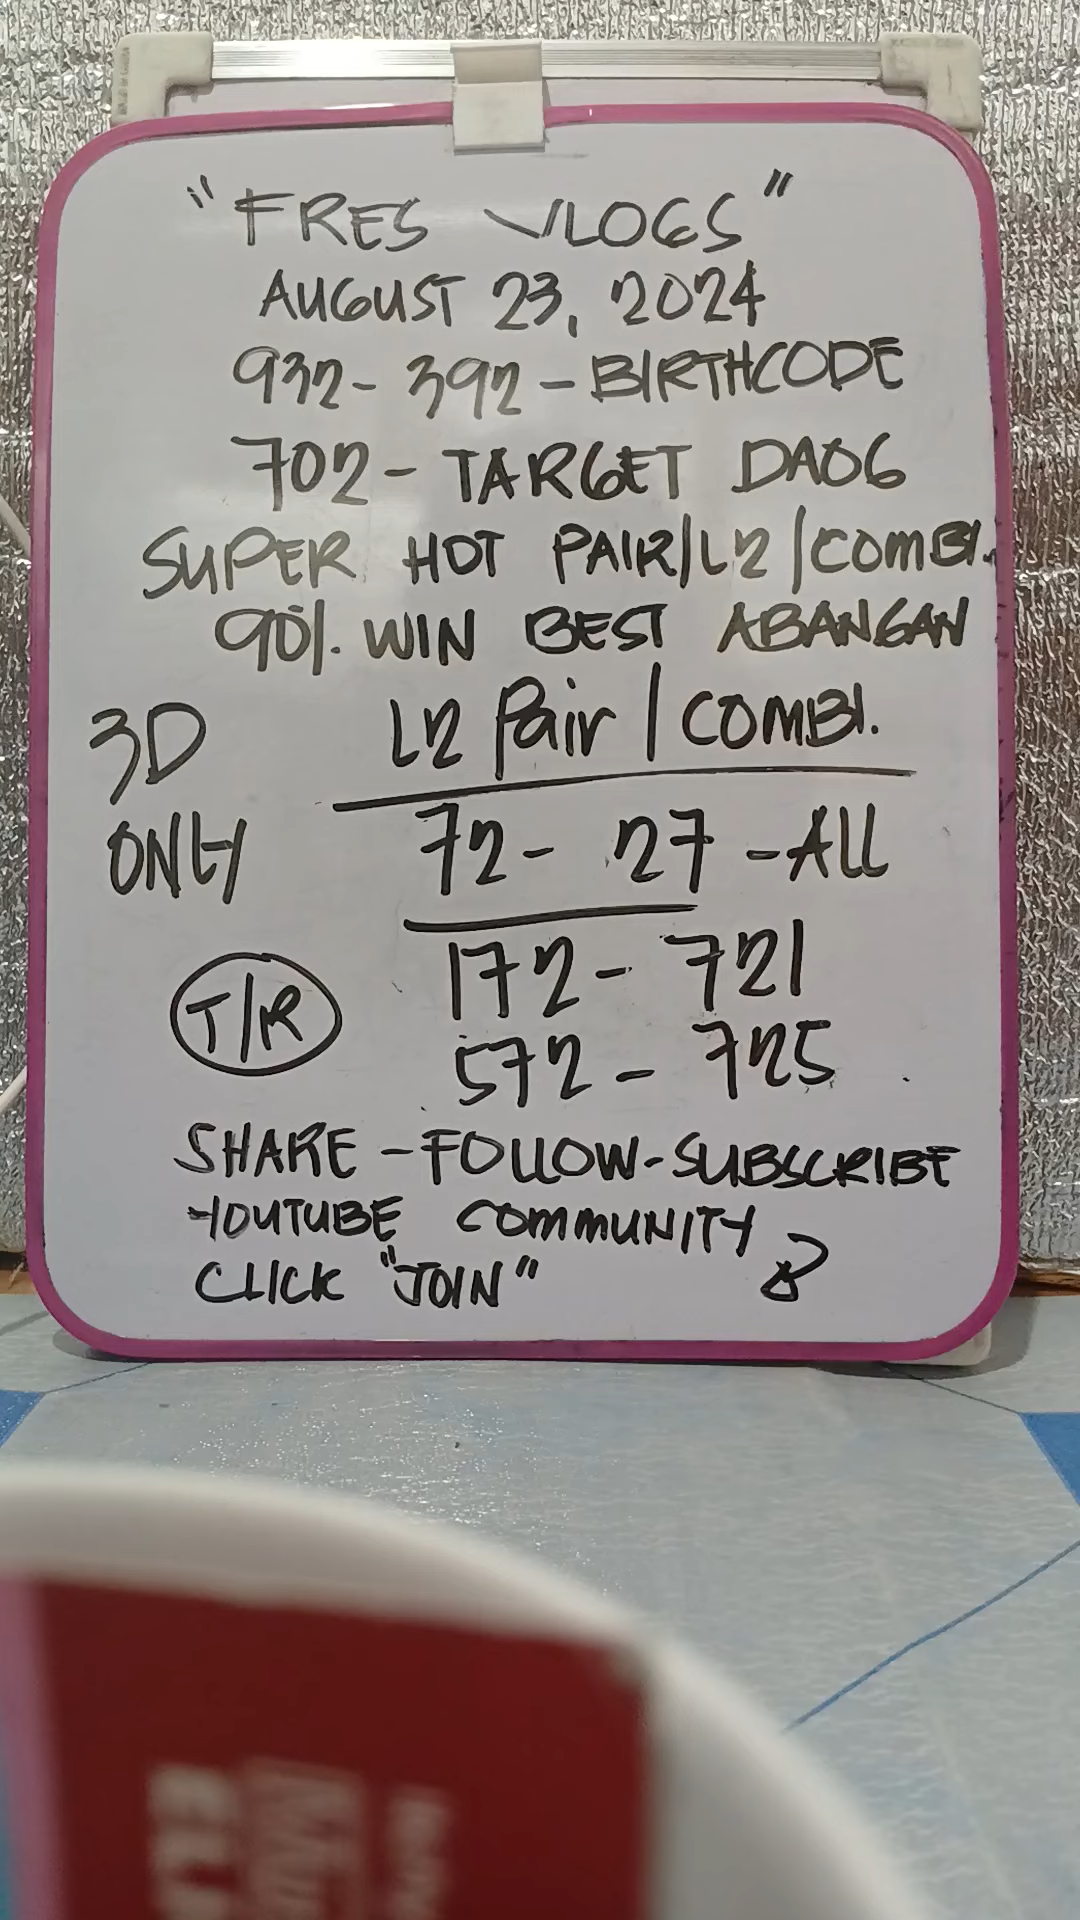 "FRES VLOGS"
AUGUST 23, 2024
932- 392 - BIRTHCODE
702 - TARGET DAOG
SUPER HOT PAIR/L2/COMBI.
90%. WIN BEST ABANGAN
3D
ONLY
L2 Pair / COMBI.
72 - 27 - ALL
172 - 721
T/R
572 - 725
SHARE - FOLLOW - SUBSCRIBE
YOUTUBE COMMUNITY
CLICK "JOIN"